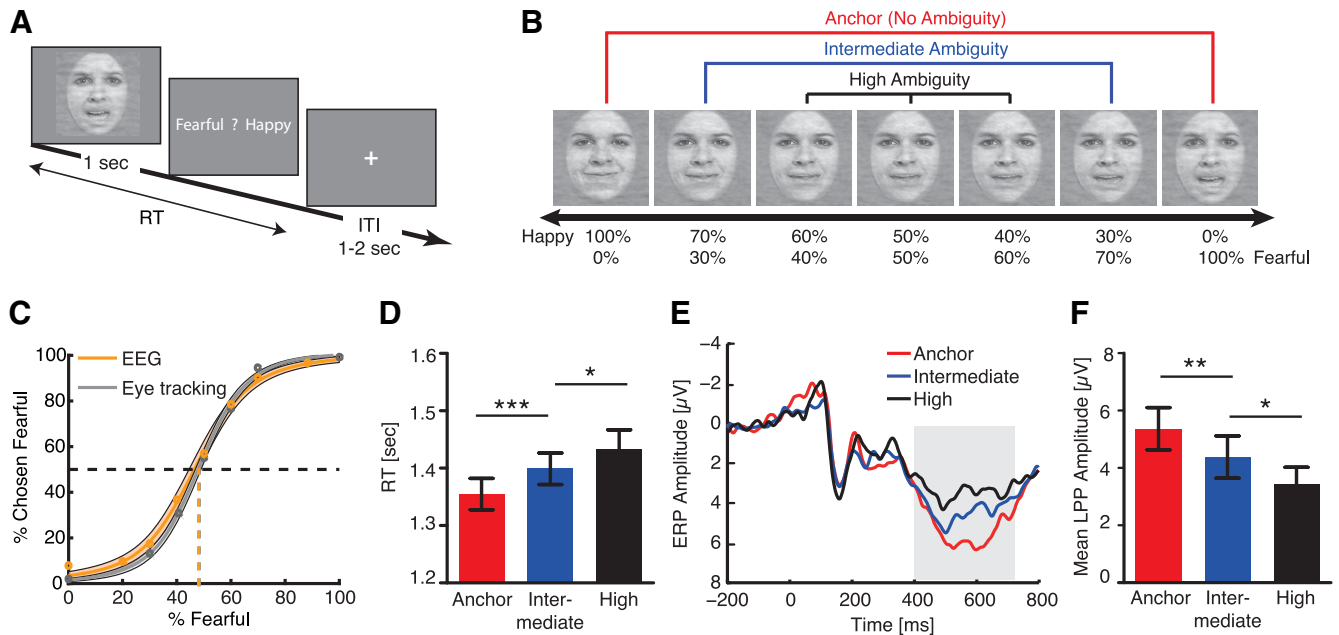 A
1 sec
Fearful ? Happy
+
RT
ITI
1-2 sec
B
Anchor (No Ambiguity)
Intermediate Ambiguity
High Ambiguity
Happy 100% 70% 60% 50% 40% 30% 0%
0% 30% 40% 50% 60% 70% 100% Fearful
C
EEG
Eye tracking
% Chosen Fearful
100
80
60
40
20
0
0 20 40 60 80 100
% Fearful
D
RT [sec]
1.6
1.5
1.4
1.3
1.2
***
*
Anchor Inter- High
mediate
E
ERP Amplitude [µV]
−4
−2
0
2
4
6
8
Anchor
Intermediate
High
−200 0 200 400 600 800
Time [ms]
F
Mean LPP Amplitude [µV]
8
6
4
2
0
**
*
Anchor Inter- High
mediate